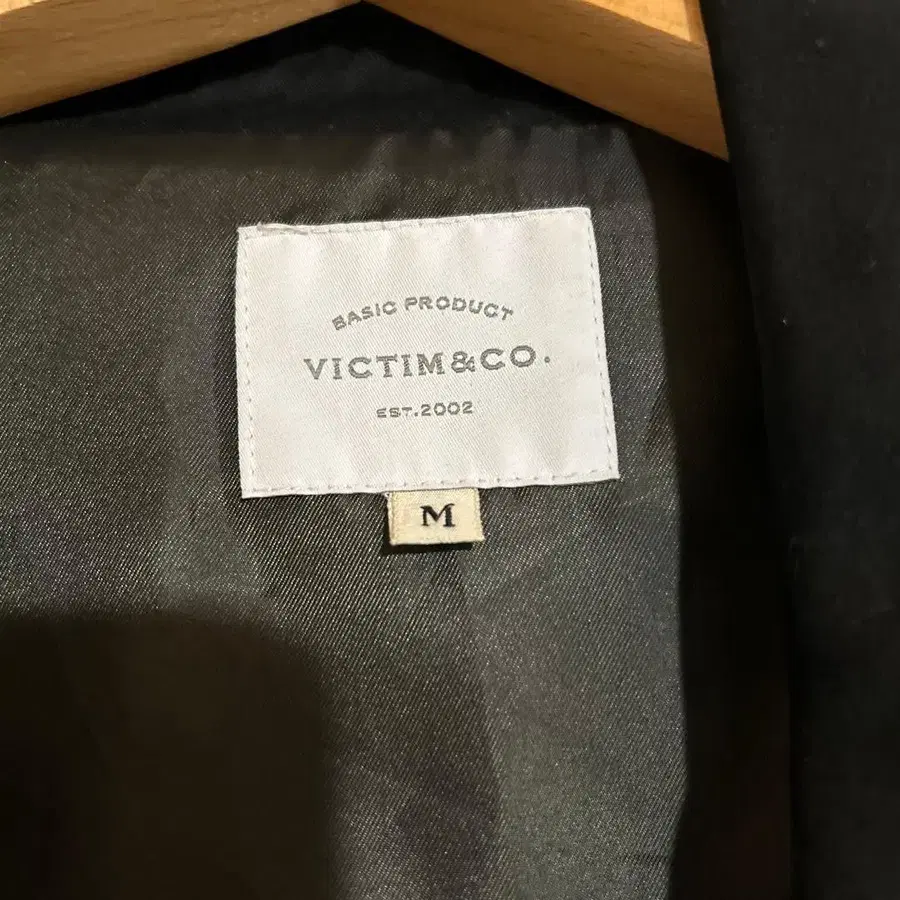 BASIC PRODUCT
VICTIM&CO.
EST.2002
M